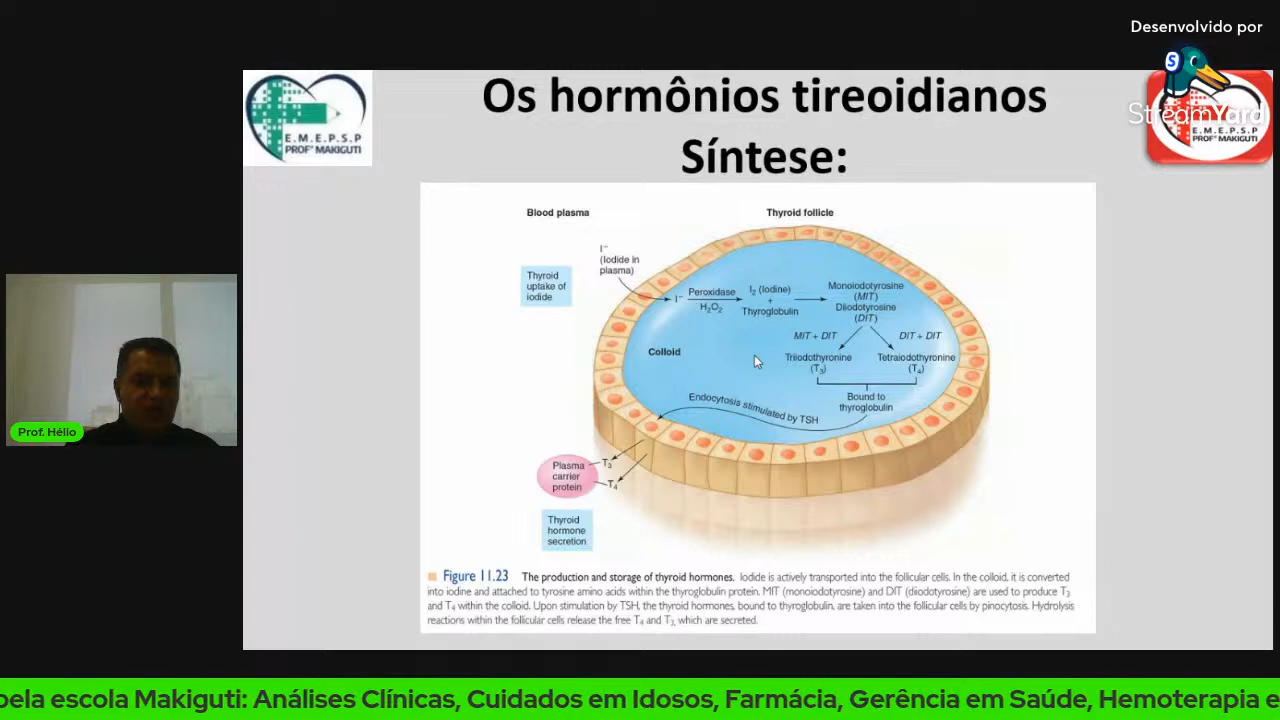 Desenvolvido por
S
StreamYard
E.M.E.P.S.P
PROFº MAKIGUTI
E.M.E.P.S.P
PROFº MAKIGUTI
Os hormônios tireoidianos
Síntese:
Blood plasma
Thyroid follicle
I⁻
(Iodide in
plasma)
Thyroid
uptake of
iodide
I⁻
Peroxidase
H₂O₂
I₂ (Iodine)
+
Thyroglobulin
Monoiodotyrosine
(MIT)
Diiodotyrosine
(DIT)
MIT + DIT
DIT + DIT
Colloid
Triiodothyronine
(T₃)
Tetraiodothyronine
(T₄)
Bound to
thyroglobulin
Endocytosis stimulated by TSH
Plasma
carrier
protein
T₃
T₄
Thyroid
hormone
secretion
Figure 11.23 The production and storage of thyroid hormones. Iodide is actively transported into the follicular cells. In the colloid, it is converted
into iodine and attached to tyrosine amino acids within the thyroglobulin protein. MIT (monoiodotyrosine) and DIT (diiodotyrosine) are used to produce T₃
and T₄ within the colloid. Upon stimulation by TSH, the thyroid hormones, bound to thyroglobulin, are taken into the follicular cells by pinocytosis. Hydrolysis
reactions within the follicular cells release the free T₄ and T₃, which are secreted.
Prof. Hélio
pela escola Makiguti: Análises Clínicas, Cuidados em Idosos, Farmácia, Gerência em Saúde, Hemoterapia e